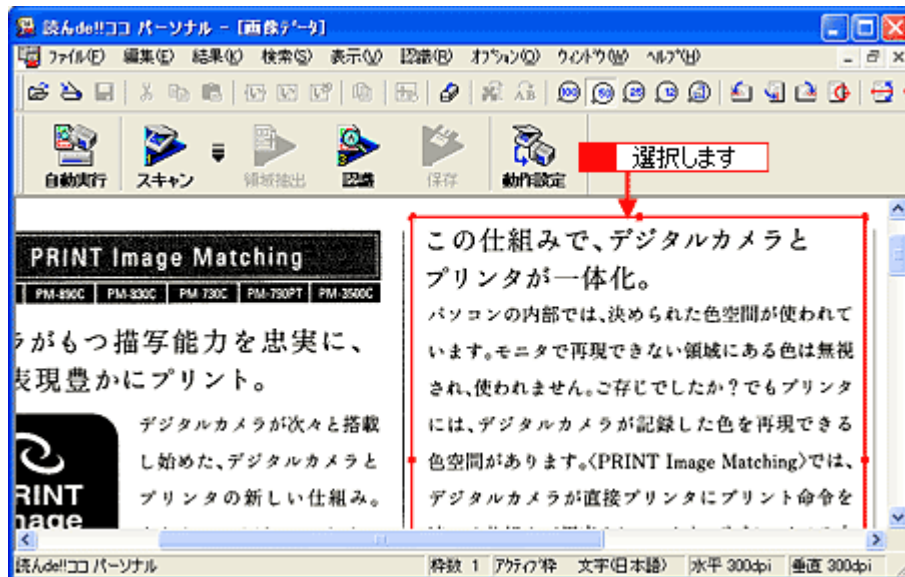 読んde!!ココ パーソナル - [画像ﾃﾞｰﾀ]
ﾌｧｲﾙ(F) 編集(E) 結果(K) 検索(S) 表示(V) 認識(R) ｵﾌﾟｼｮﾝ(O) ｳｨﾝﾄﾞｳ(W) ﾍﾙﾌﾟ(H)
100 50 25 12
自動実行 スキャン 領域抽出 認識 保存 動作設定
選択します
PRINT Image Matching
PM-890C PM-830C PM-730C PM-790PT PM-3500C
ラがもつ描写能力を忠実に、
表現豊かにプリント。
デジタルカメラが次々と搭載
し始めた、デジタルカメラと
プリンタの新しい仕組み。
RINT
nage
この仕組みで、デジタルカメラと
プリンタが一体化。
パソコンの内部では、決められた色空間が使われて
います。モニタで再現できない領域にある色は無視
され、使われません。ご存じでしたか?でもプリンタ
には、デジタルカメラが記録した色を再現できる
色空間があります。〈PRINT Image Matching〉では、
デジタルカメラが直接プリンタにプリント命令を
読んde!!ココ パーソナル 枠数 1 ｱｸﾃｨﾌﾞ枠 文字(日本語) 水平 300dpi 垂直 300dpi